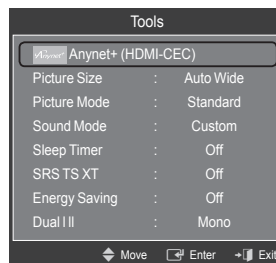 Tools
Anynet+ Anynet+ (HDMI-CEC)
Picture Size : Auto Wide
Picture Mode : Standard
Sound Mode : Custom
Sleep Timer : Off
SRS TS XT : Off
Energy Saving : Off
Dual I II : Mono
Move Enter Exit